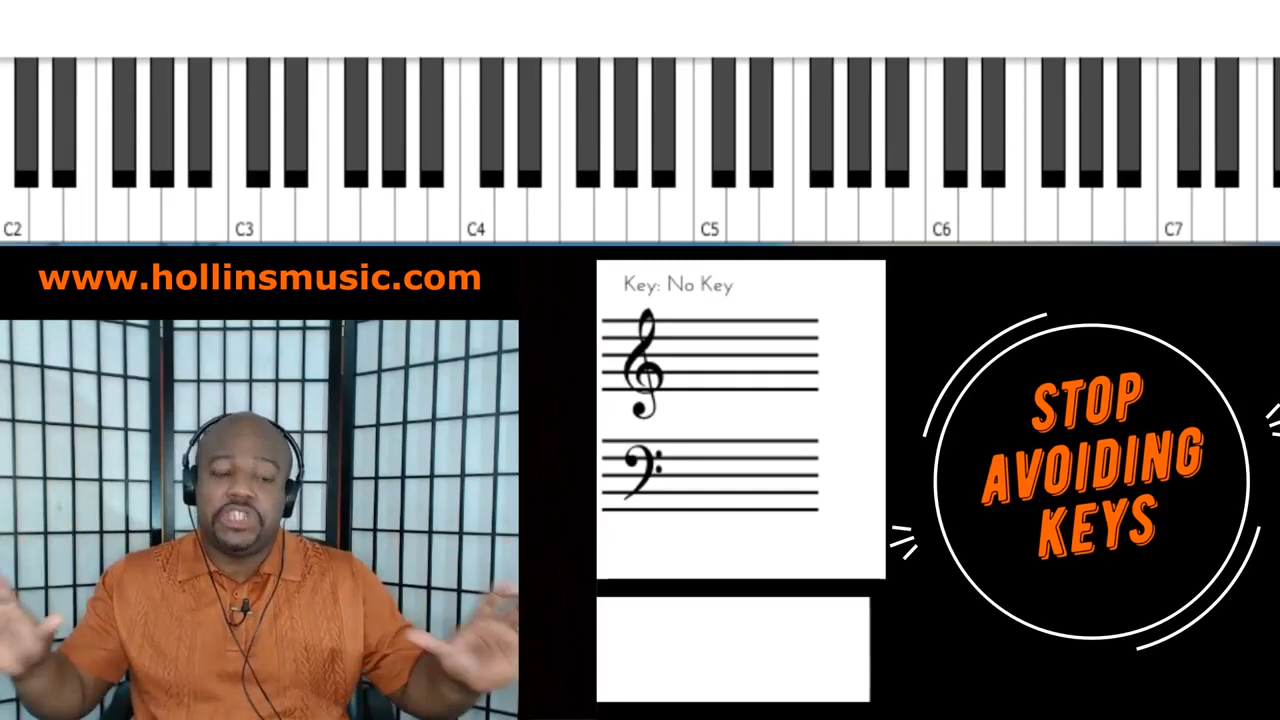 C2
C3
C4
C5
C6
C7
www.hollinsmusic.com
Key: No Key
STOP
AVOIDING
KEYS